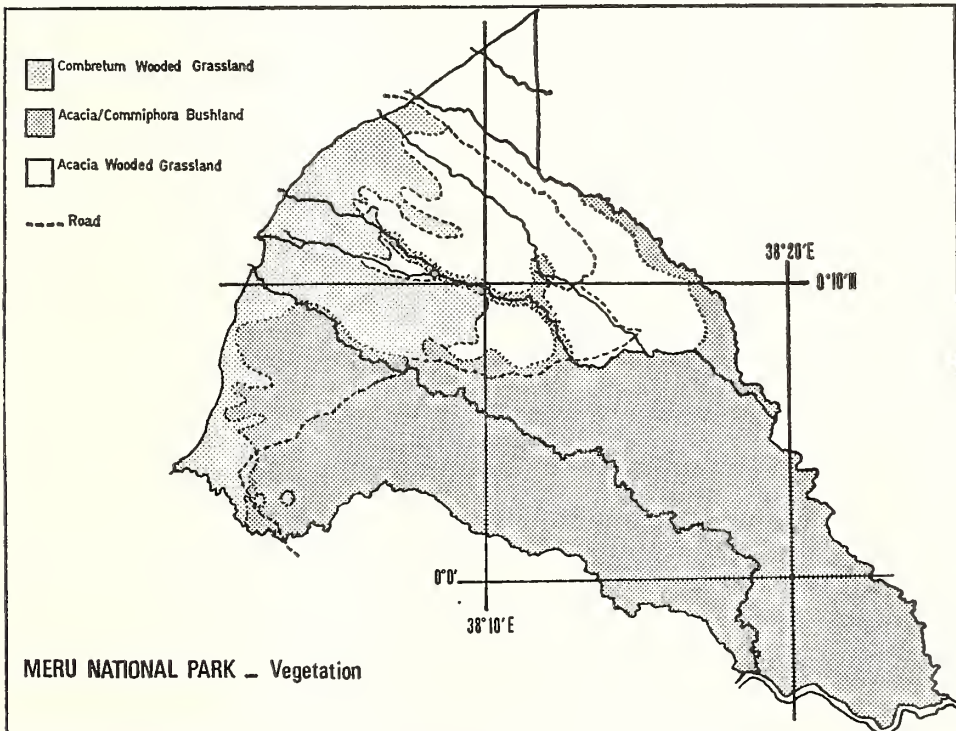 Combretum Wooded Grassland
Acacia/Commiphora Bushland
Acacia Wooded Grassland
Road
38°20'E
0°10'N
0°0'
38°10'E
MERU NATIONAL PARK _ Vegetation